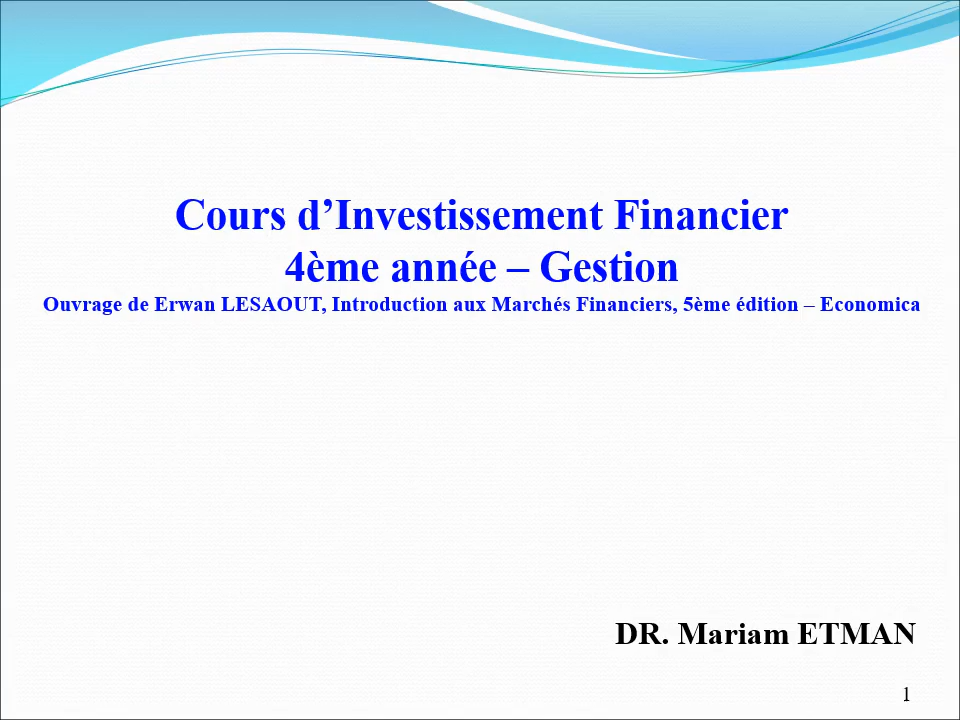 Cours d’Investissement Financier
4ème année – Gestion
Ouvrage de Erwan LESAOUT, Introduction aux Marchés Financiers, 5ème édition – Economica
DR. Mariam ETMAN
1